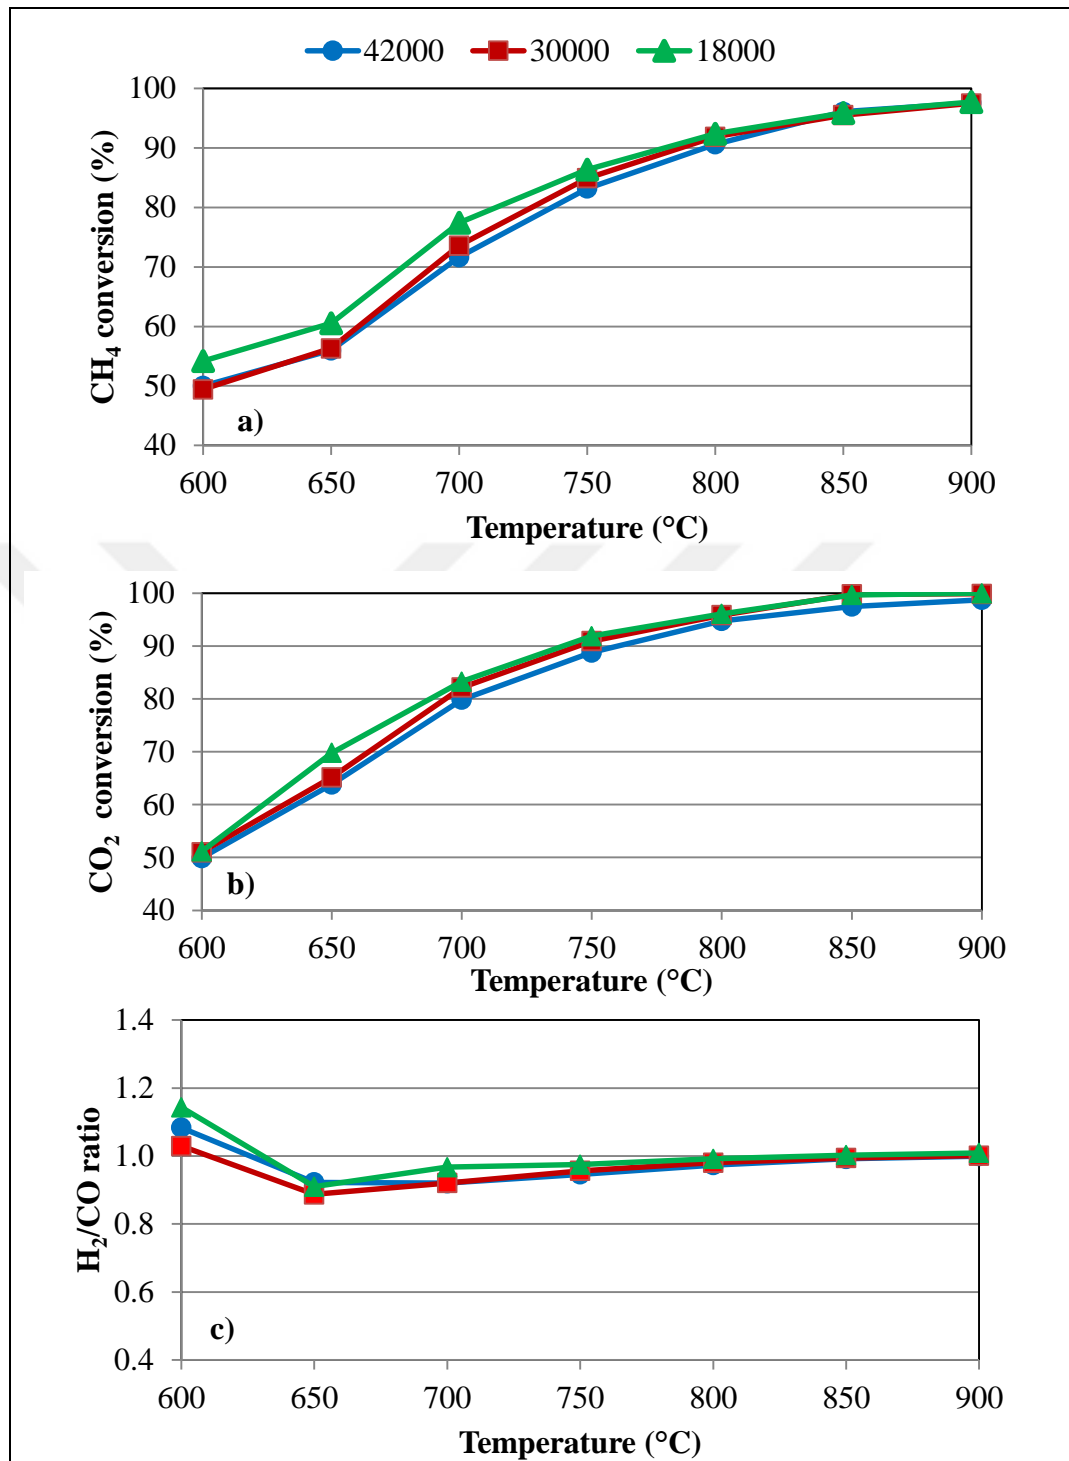 42000 30000 18000
100
90
80
70
60
50
40
CH₄ conversion (%)
a)
600 650 700 750 800 850 900
Temperature (°C)
100
90
80
70
60
50
40
CO₂ conversion (%)
b)
600 650 700 750 800 850 900
Temperature (°C)
1.4
1.2
1.0
0.8
0.6
0.4
H₂/CO ratio
c)
600 650 700 750 800 850 900
Temperature (°C)